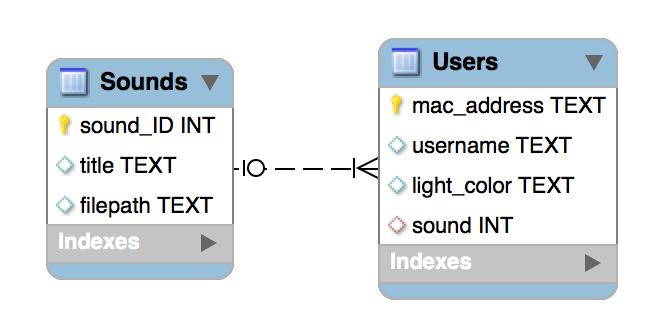 Sounds
sound_ID INT
title TEXT
filepath TEXT
Indexes
Users
mac_address TEXT
username TEXT
light_color TEXT
sound INT
Indexes